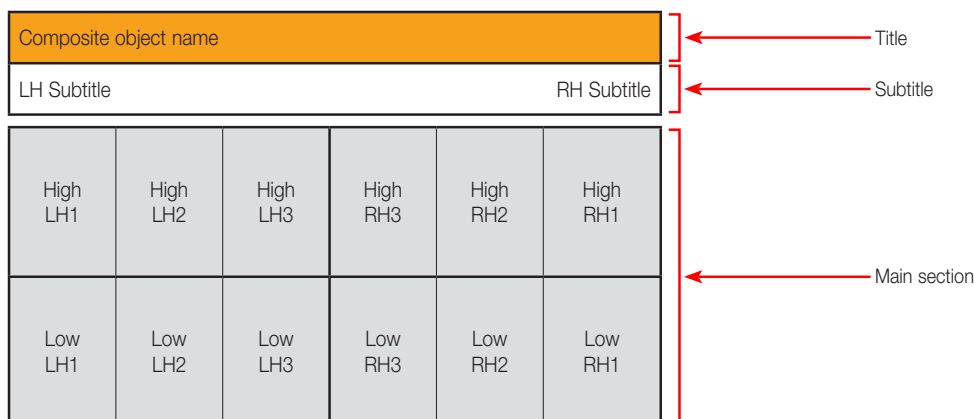 Composite object name
Title
LH Subtitle RH Subtitle
Subtitle
High High High High High High
LH1 LH2 LH3 RH3 RH2 RH1
Main section
Low Low Low Low Low Low
LH1 LH2 LH3 RH3 RH2 RH1